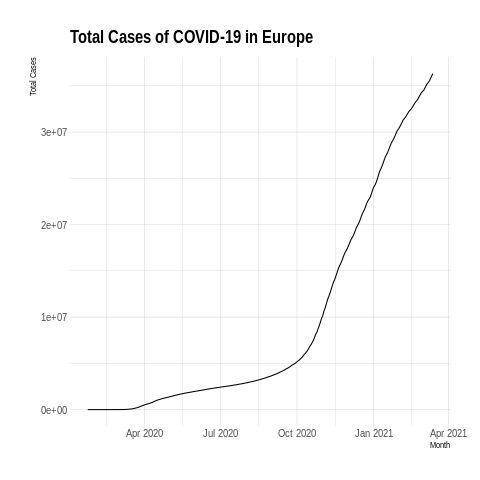 Total Cases of COVID-19 in Europe
Total Cases
3e+07
2e+07
1e+07
0e+00
Apr 2020 Jul 2020 Oct 2020 Jan 2021 Apr 2021
Month